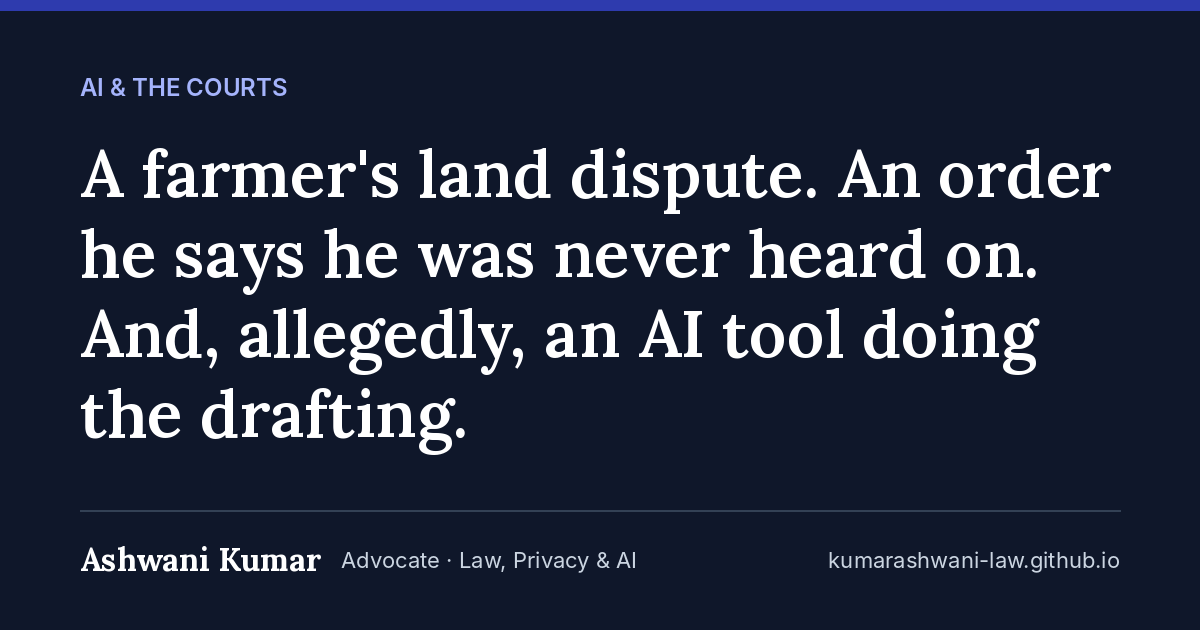 AI & THE COURTS
A farmer's land dispute. An order
he says he was never heard on.
And, allegedly, an AI tool doing
the drafting.
Ashwani Kumar Advocate · Law, Privacy & AI kumarashwani-law.github.io